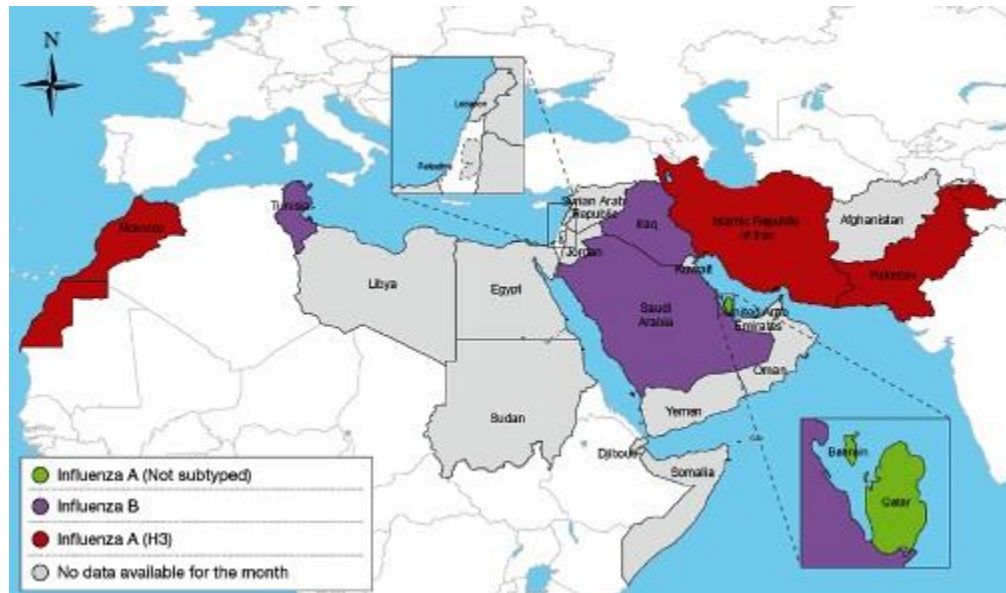 N
Lebanon
Palestine
Tunisia
Syrian Arab
Republic
Afghanistan
Morocco
Iraq
Islamic Republic
of Iran
Jordan
Kuwait
Pakistan
Libya
Egypt
Saudi
Arabia
United Arab
Emirates
Oman
Sudan
Yemen
Djibouti
Somalia
Bahrain
Qatar
Influenza A (Not subtyped)
Influenza B
Influenza A (H3)
No data available for the month